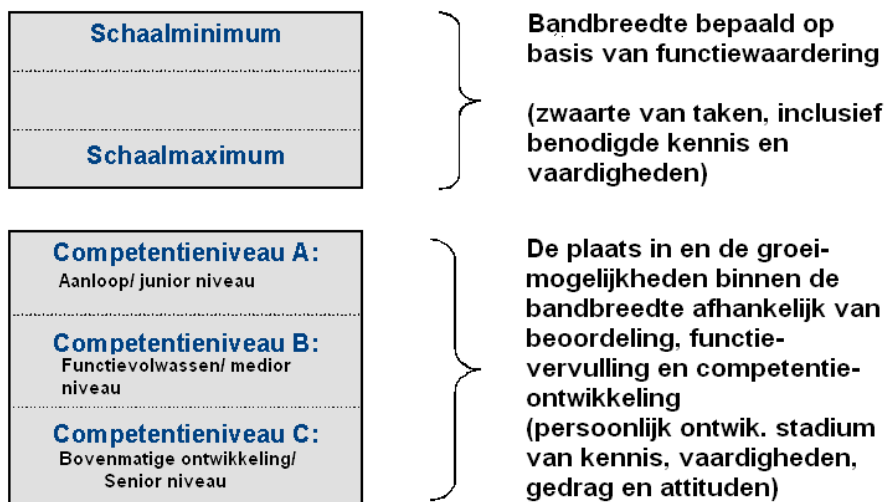 Schaalminimum
Schaalmaximum
Bandbreedte bepaald op
basis van functiewaardering
(zwaarte van taken, inclusief
benodigde kennis en
vaardigheden)
Competentieniveau A:
Aanloop/ junior niveau
Competentieniveau B:
Functievolwassen/ medior
niveau
Competentieniveau C:
Bovenmatige ontwikkeling/
Senior niveau
De plaats in en de groei-
mogelijkheden binnen de
bandbreedte afhankelijk van
beoordeling, functie-
vervulling en competentie-
ontwikkeling
(persoonlijk ontwik. stadium
van kennis, vaardigheden,
gedrag en attituden)